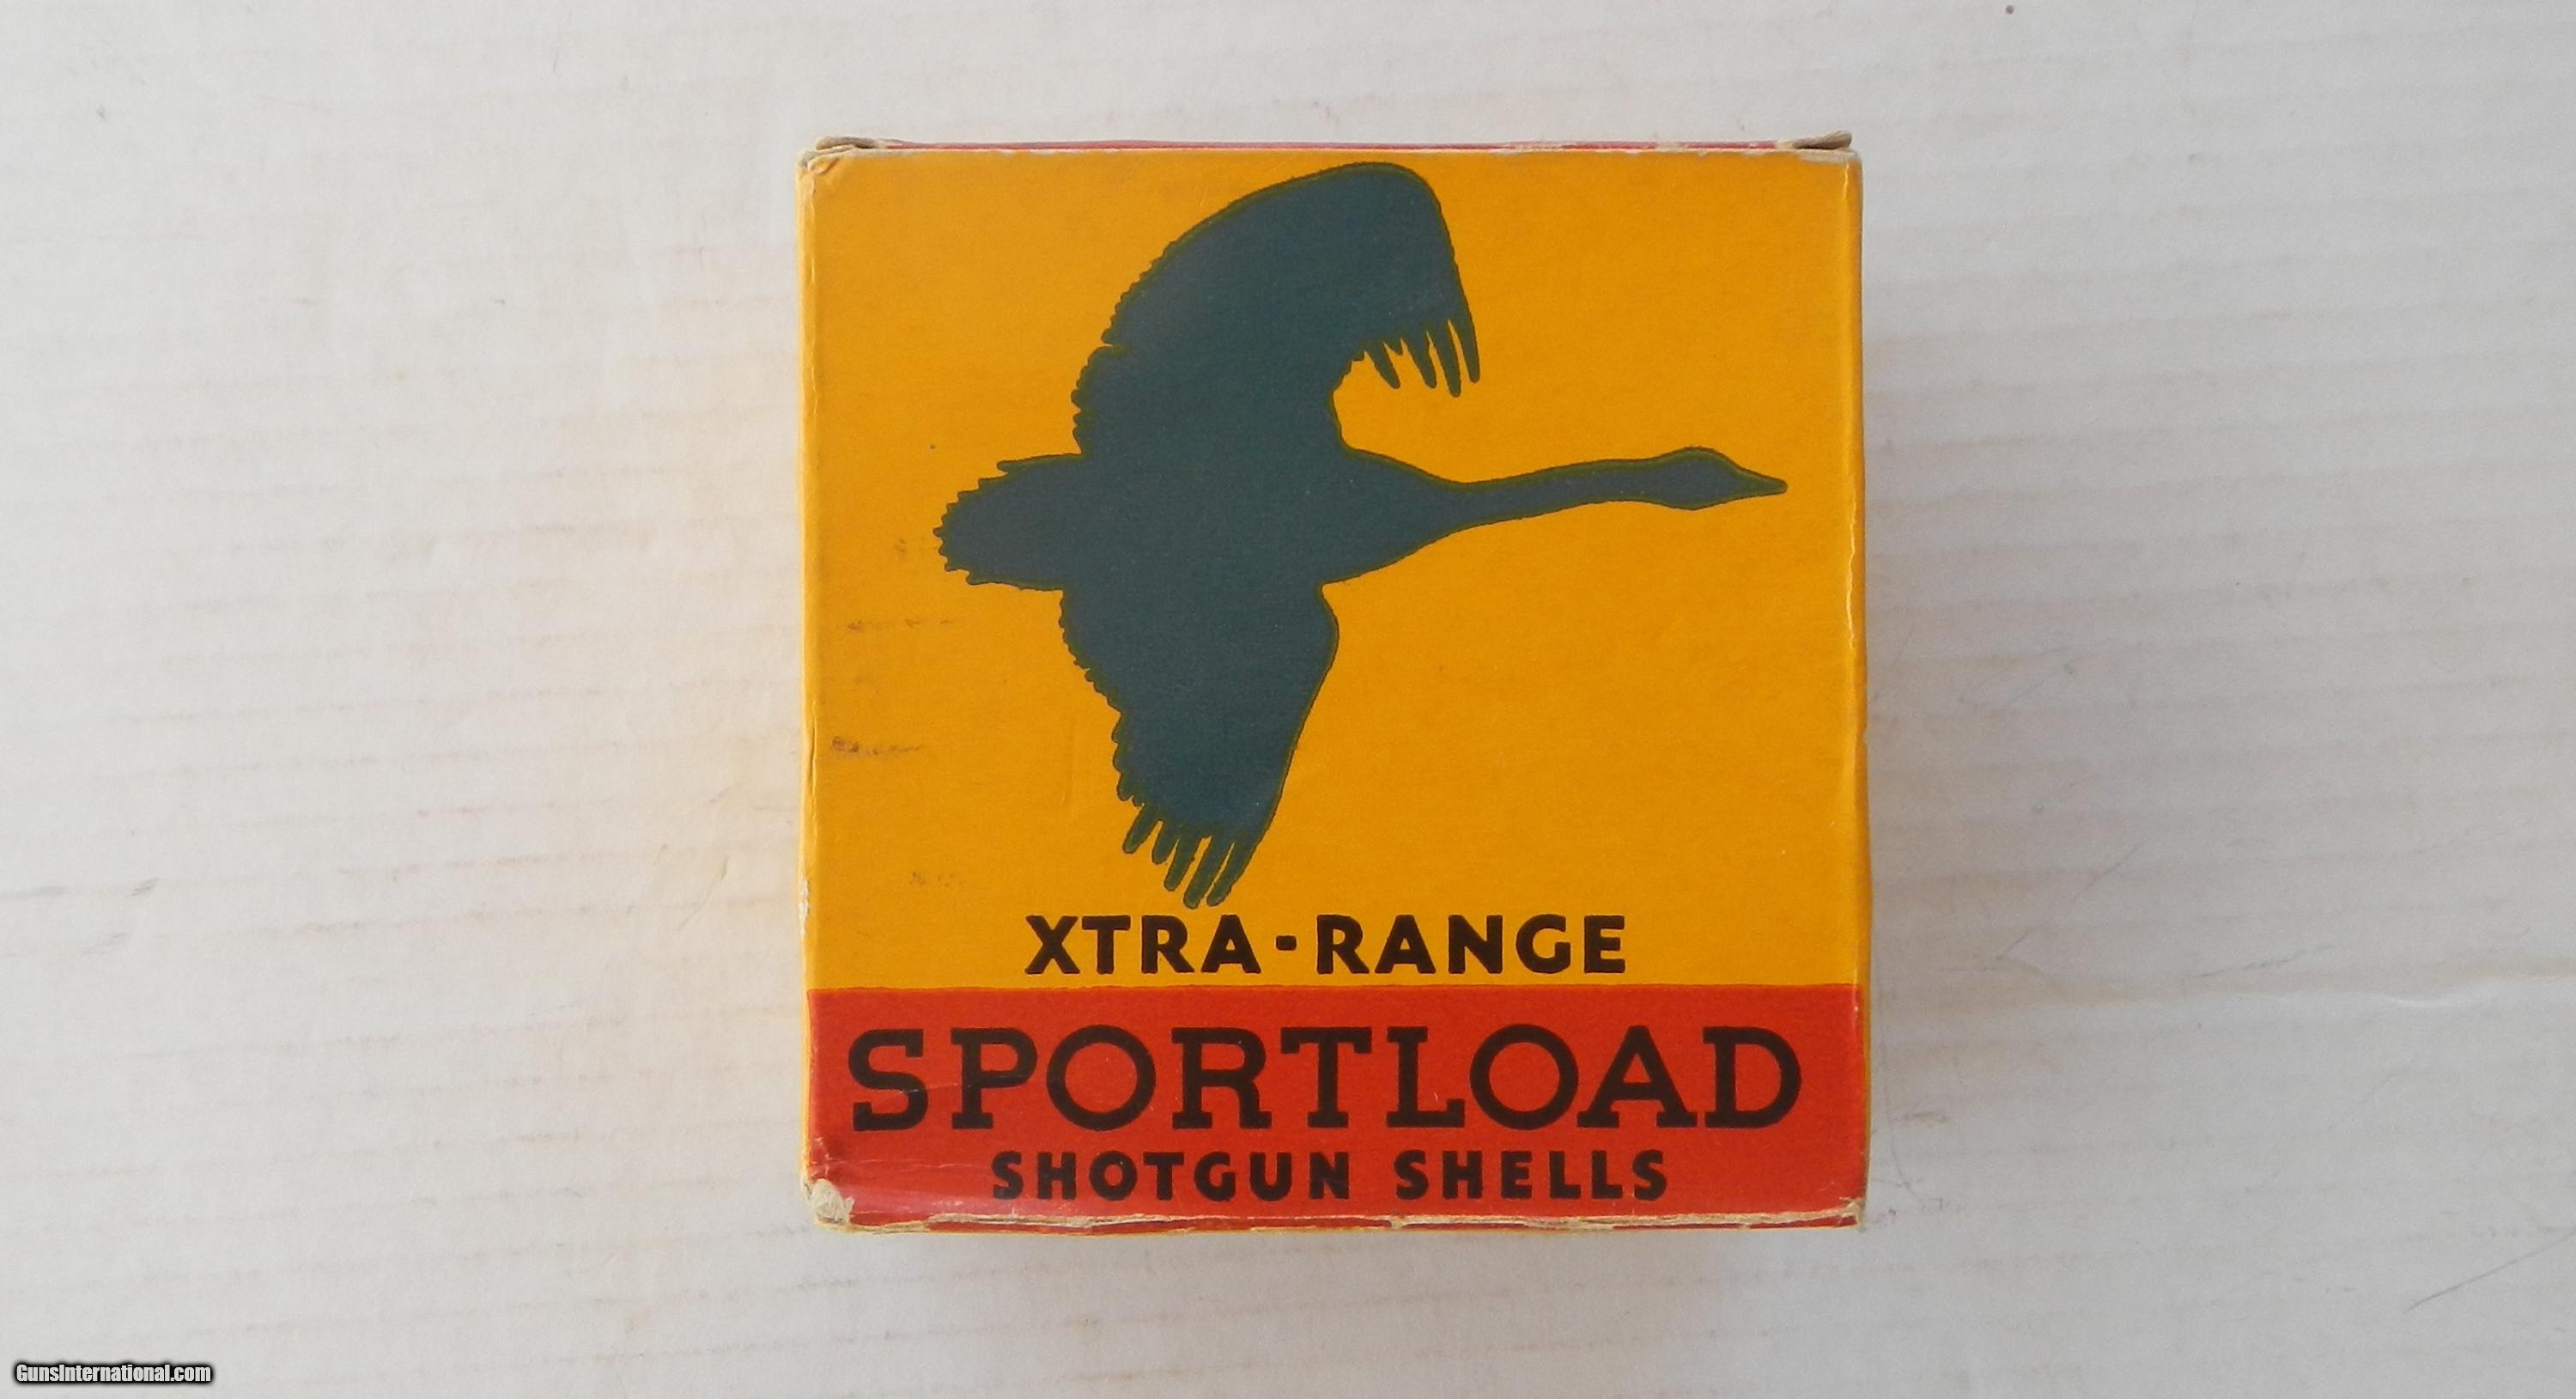 XTRA-RANGE
SPORTLOAD
SHOTGUN SHELLS
GunsInternational.com